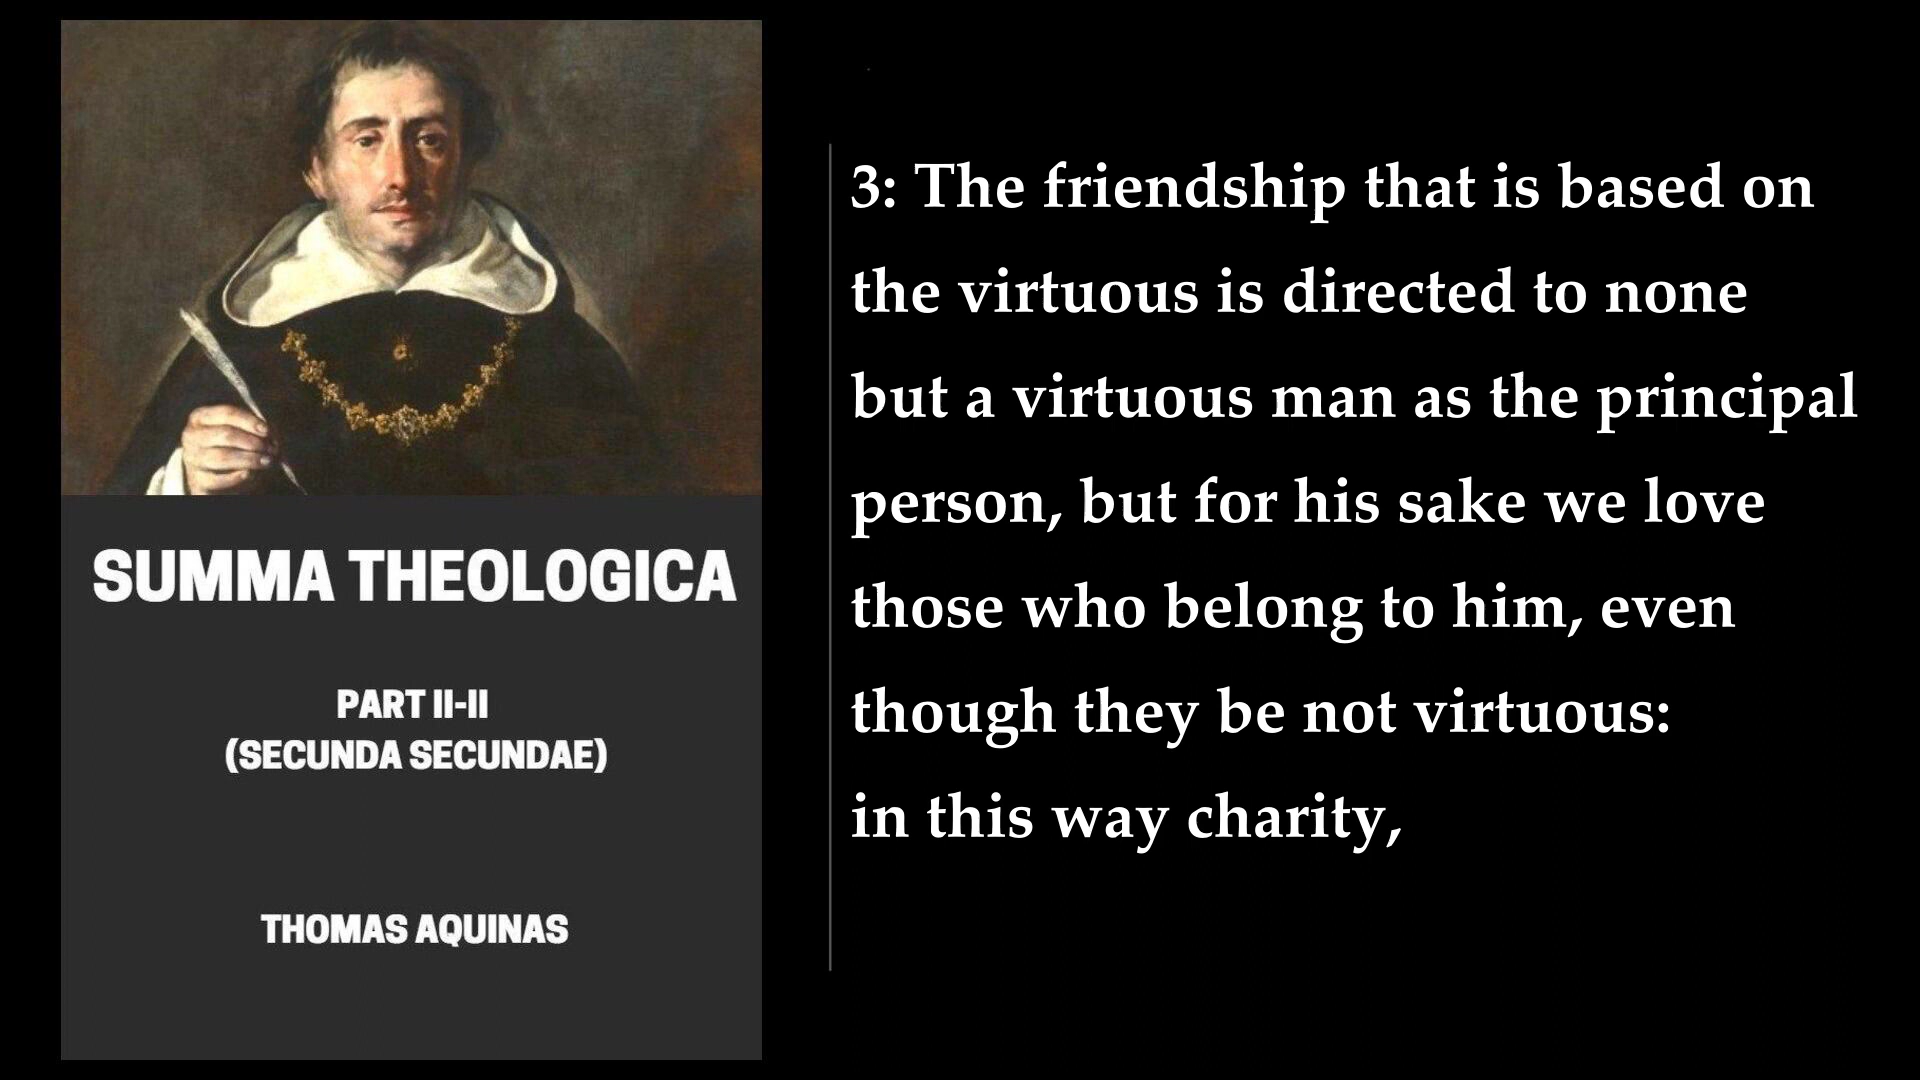 SUMMA THEOLOGICA
PART II-II
(SECUNDA SECUNDAE)
THOMAS AQUINAS
3: The friendship that is based on
the virtuous is directed to none
but a virtuous man as the principal
person, but for his sake we love
those who belong to him, even
though they be not virtuous:
in this way charity,